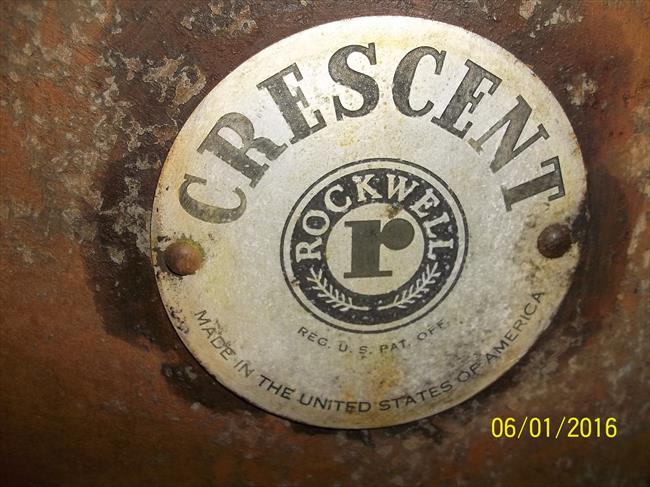 CRESCENT
ROCKWELL
r
REG. U. S. PAT. OFF.
MADE IN THE UNITED STATES OF AMERICA
06/01/2016